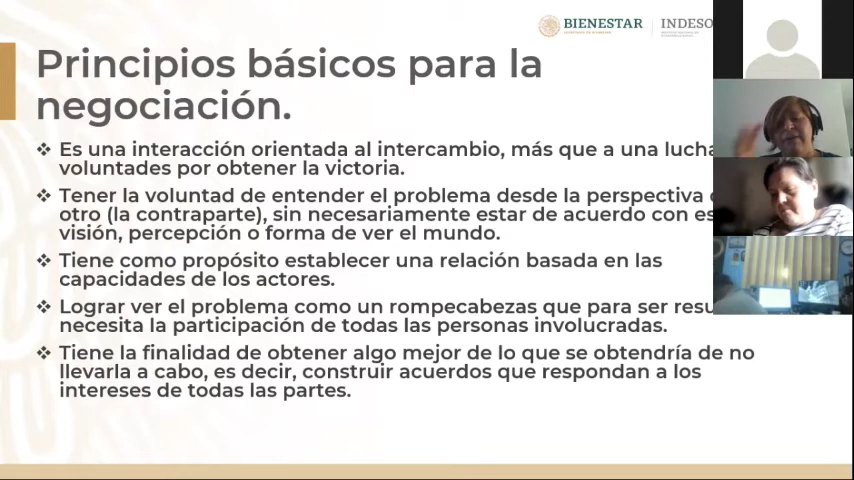 BIENESTAR
INDESO
Principios básicos para la
negociación.
❖ Es una interacción orientada al intercambio, más que a una lucha
voluntades por obtener la victoria.
❖ Tener la voluntad de entender el problema desde la perspectiva
otro (la contraparte), sin necesariamente estar de acuerdo con es
visión, percepción o forma de ver el mundo.
❖ Tiene como propósito establecer una relación basada en las
capacidades de los actores.
❖ Lograr ver el problema como un rompecabezas que para ser resu
necesita la participación de todas las personas involucradas.
❖ Tiene la finalidad de obtener algo mejor de lo que se obtendría de no
llevarla a cabo, es decir, construir acuerdos que respondan a los
intereses de todas las partes.